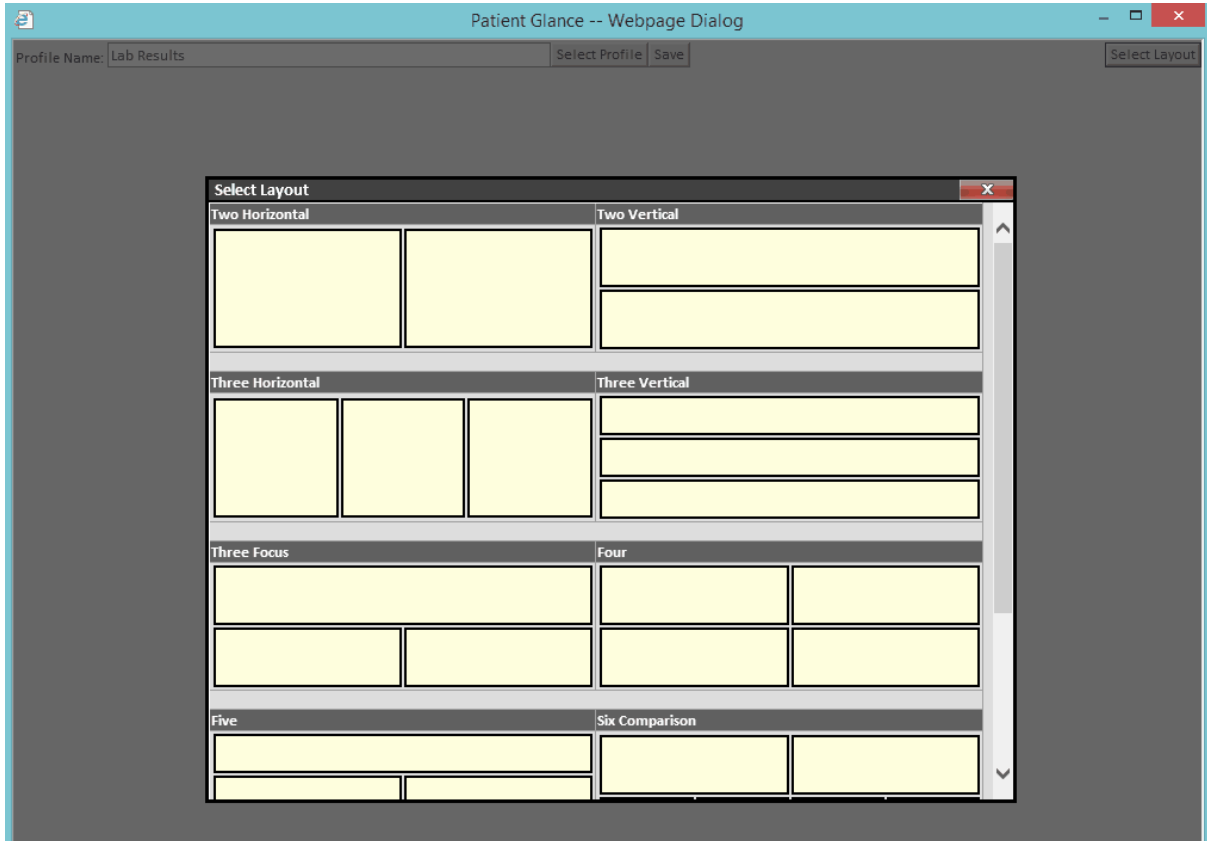 Patient Glance -- Webpage Dialog
Profile Name: Lab Results Select Profile Save Select Layout
Select Layout
Two Horizontal Two Vertical
Three Horizontal Three Vertical
Three Focus Four
Five Six Comparison